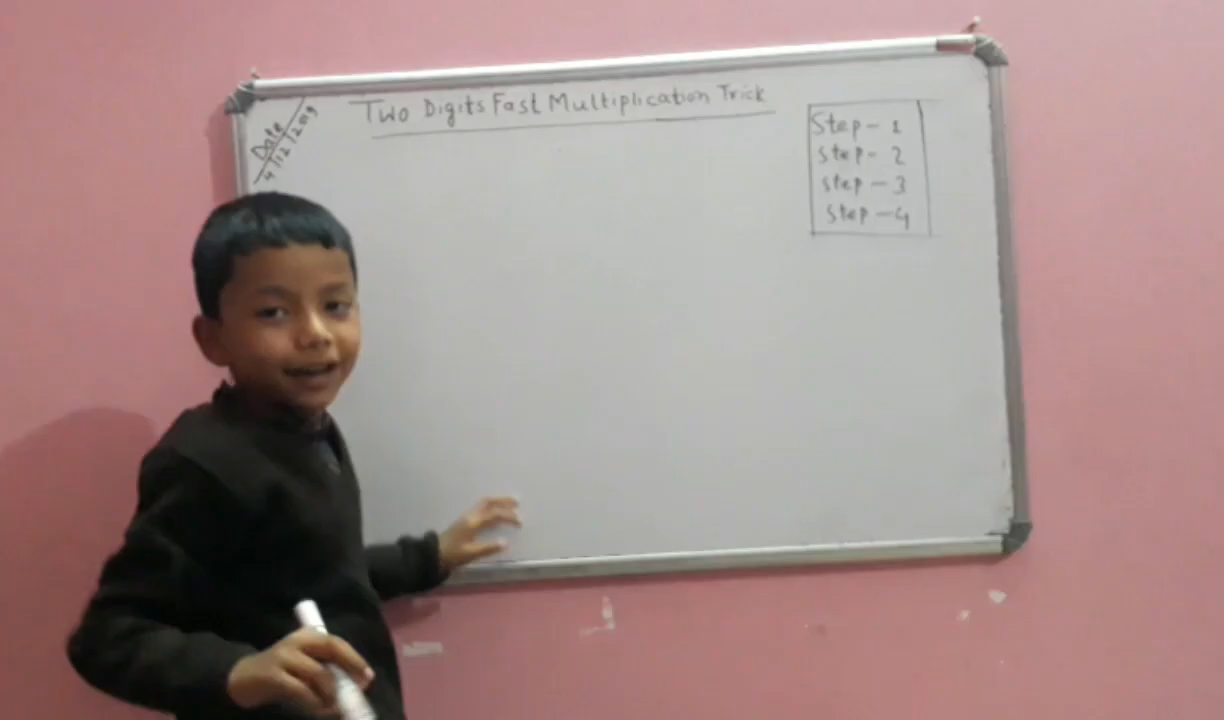 Two Digits Fast Multiplication Trick
Date
4/12/2019
Step - 1
Step - 2
Step - 3
Step - 4